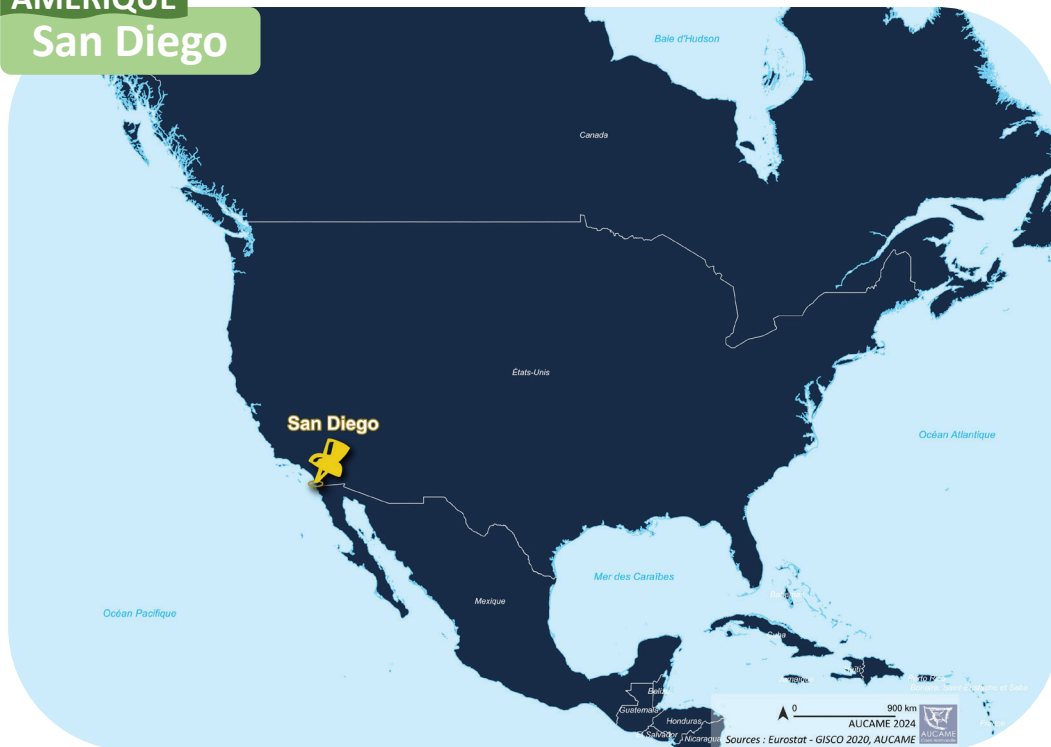 AMÉRIQUE
San Diego
Baie d'Hudson
Canada
États-Unis
San Diego
Océan Atlantique
Mer des Caraïbes
Mexique
Océan Pacifique
Cuba
Belize
Guatemala
Honduras
El Salvador
Nicaragua
0 900 km
AUCAME 2024
Sources : Eurostat - GISCO 2020, AUCAME
AUCAME